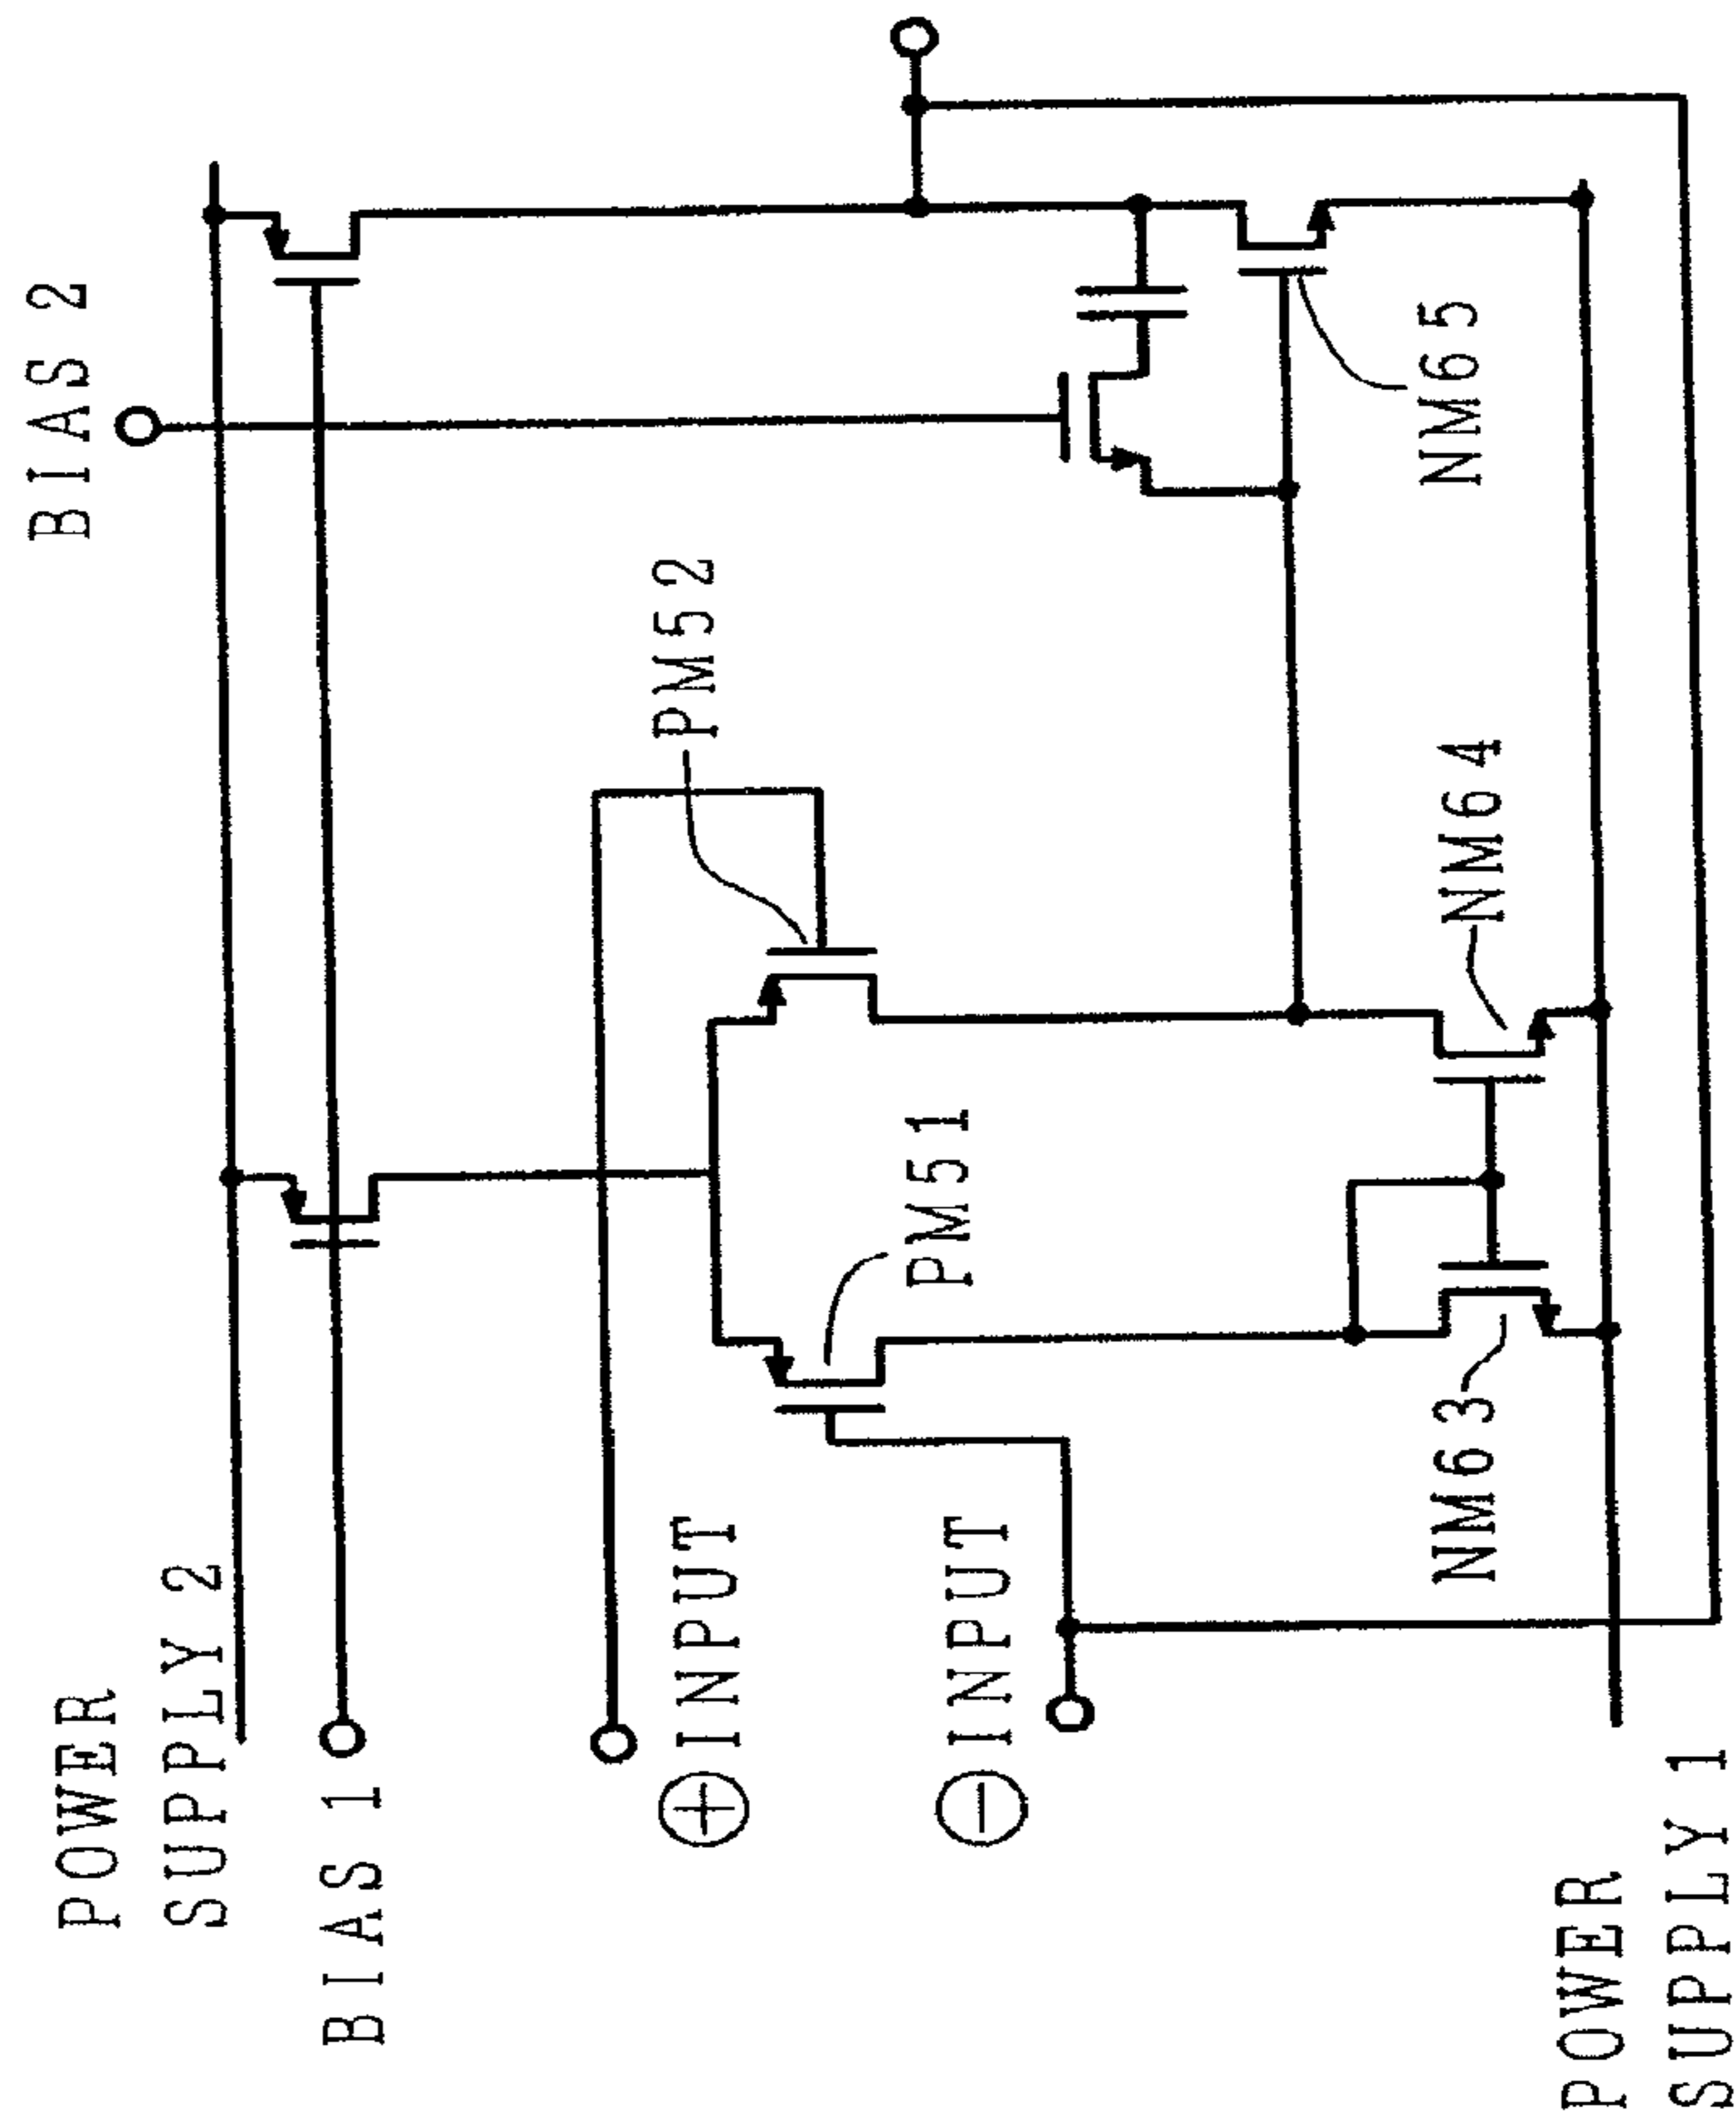 POWER
SUPPLY 2
BIAS 1
⊕INPUT
⊖INPUT
POWER
SUPPLY 1
BIAS 2
PM52
PM51
NM63
NM64
NM65